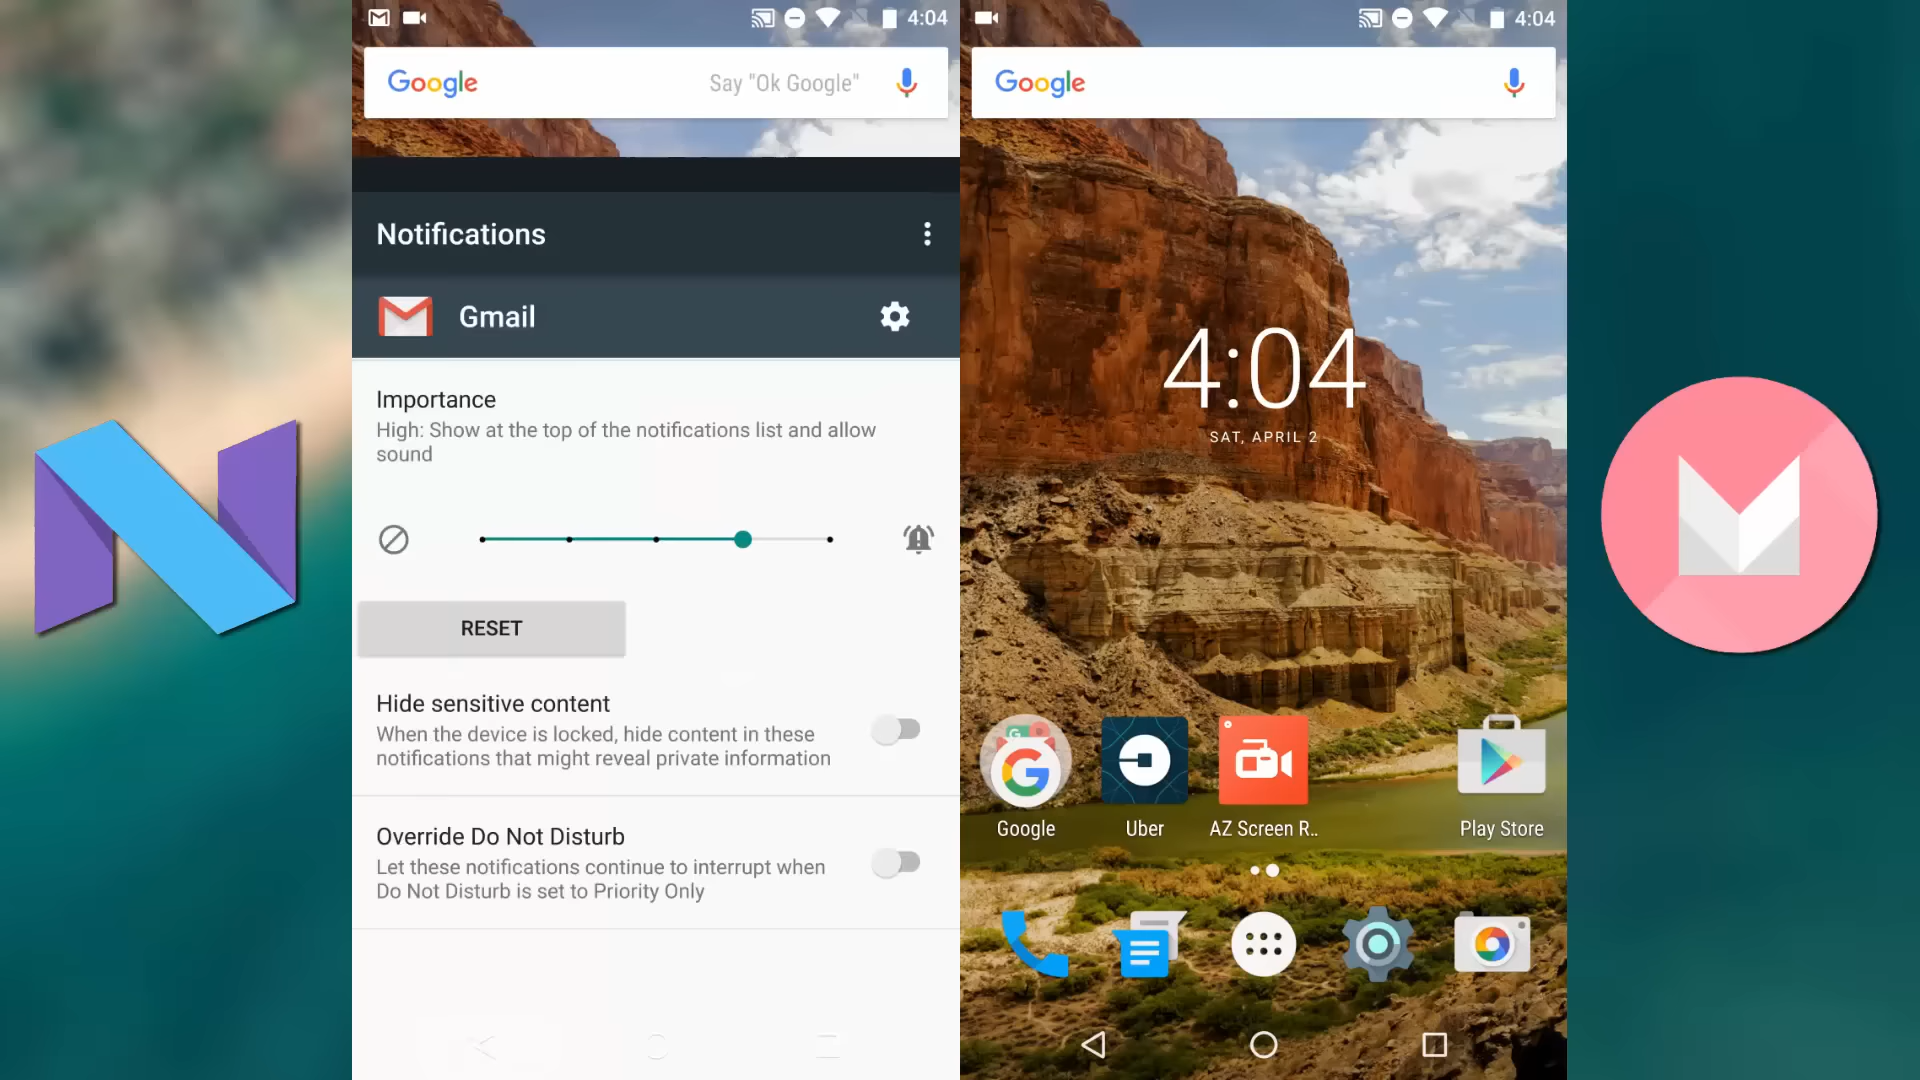 4:04
Google
Say "Ok Google"
Notifications
Gmail
Importance
High: Show at the top of the notifications list and allow
sound
RESET
Hide sensitive content
When the device is locked, hide content in these
notifications that might reveal private information
Override Do Not Disturb
Let these notifications continue to interrupt when
Do Not Disturb is set to Priority Only
4:04
Google
4:04
SAT, APRIL 2
Google
Uber
AZ Screen R..
Play Store